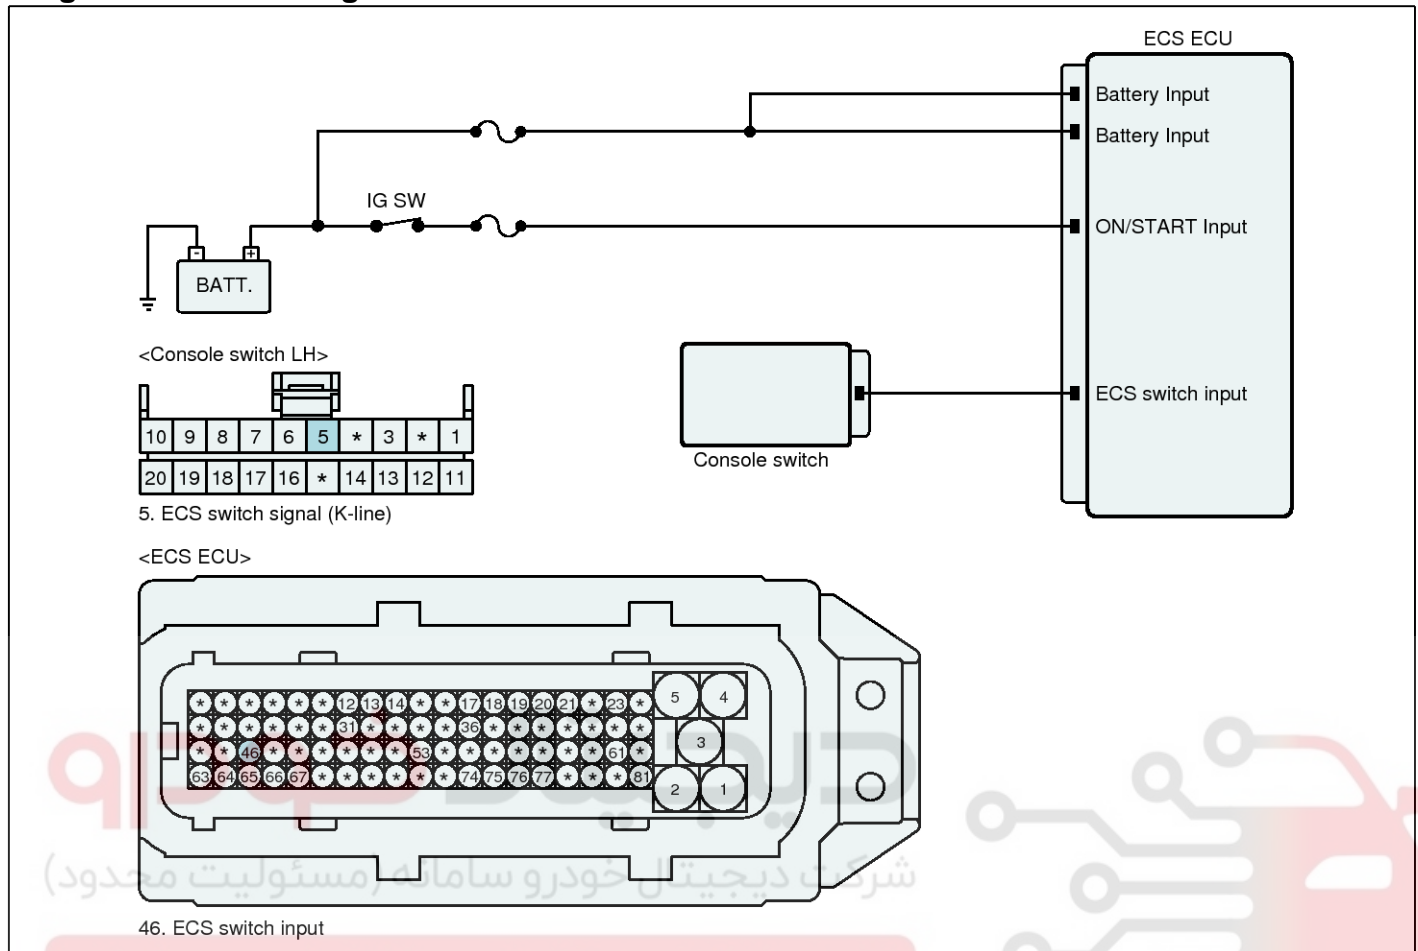 ECS ECU
Battery Input
Battery Input
IG SW
ON/START Input
- +
BATT.
<Console switch LH>
ECS switch input
10 9 8 7 6 5 * 3 * 1
Console switch
20 19 18 17 16 * 14 13 12 11
5. ECS switch signal (K-line)
<ECS ECU>
* * * * * * 12 13 14 * * 17 18 19 20 21 * 23 * 5 4
* * * * * * 31 * * * * 36 * * * * * * *
3
* * 46 * * * * * * 53 * * * * * * * 61 *
63 64 65 66 67 * * * * * * 74 75 76 77 * * * 81 2 1
دیجیتال خودرو
شرکت دیجیتال خودرو سامانه (مسئولیت محدود)
46. ECS switch input